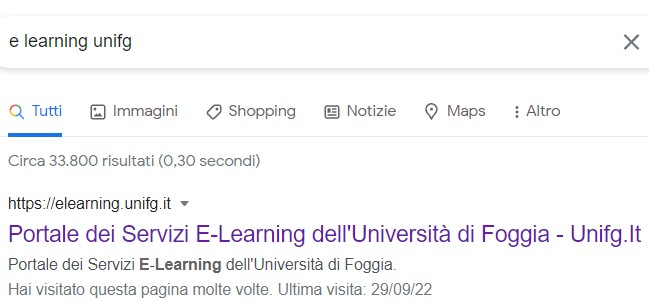 e learning unifg
Tutti Immagini Shopping Notizie Maps Altro
Circa 33.800 risultati (0,30 secondi)
https://elearning.unifg.it
Portale dei Servizi E-Learning dell'Università di Foggia - Unifg.It
Portale dei Servizi E-Learning dell'Università di Foggia.
Hai visitato questa pagina molte volte. Ultima visita: 29/09/22